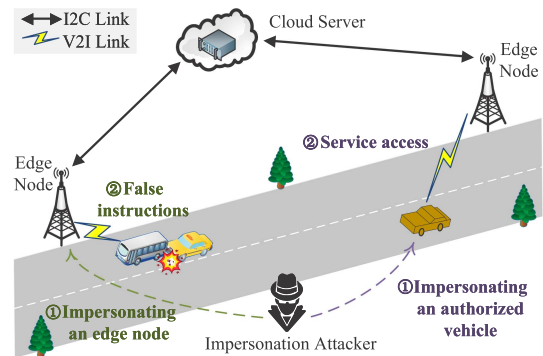 I2C Link
V2I Link
Cloud Server
Edge
Node
②Service access
Edge
Node
②False
instructions
①Impersonating
an edge node
①Impersonating
an authorized
vehicle
Impersonation Attacker